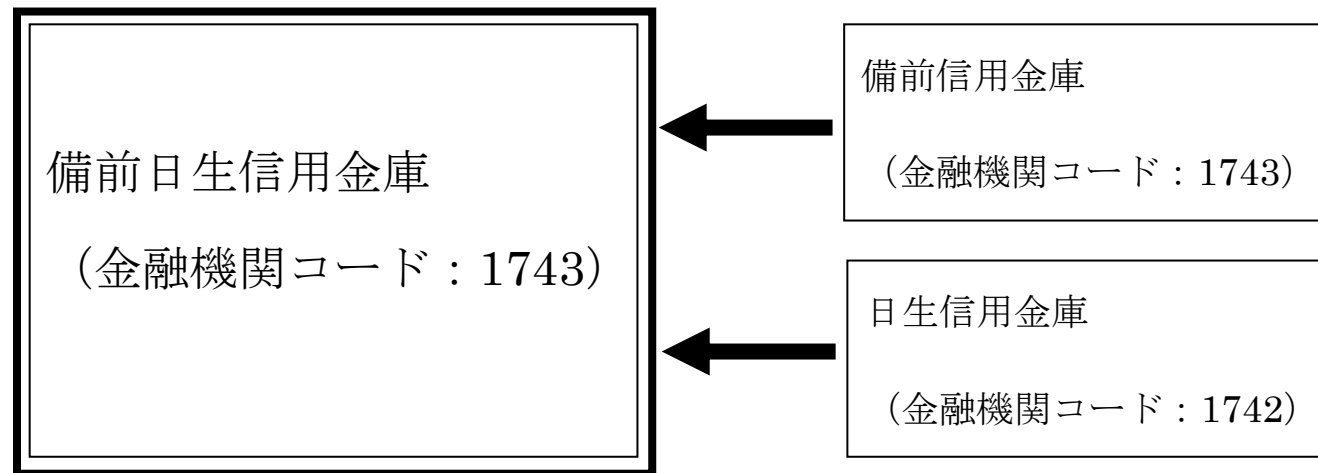 備前日生信用金庫
（金融機関コード：1743）
備前信用金庫
（金融機関コード：1743）
日生信用金庫
（金融機関コード：1742）